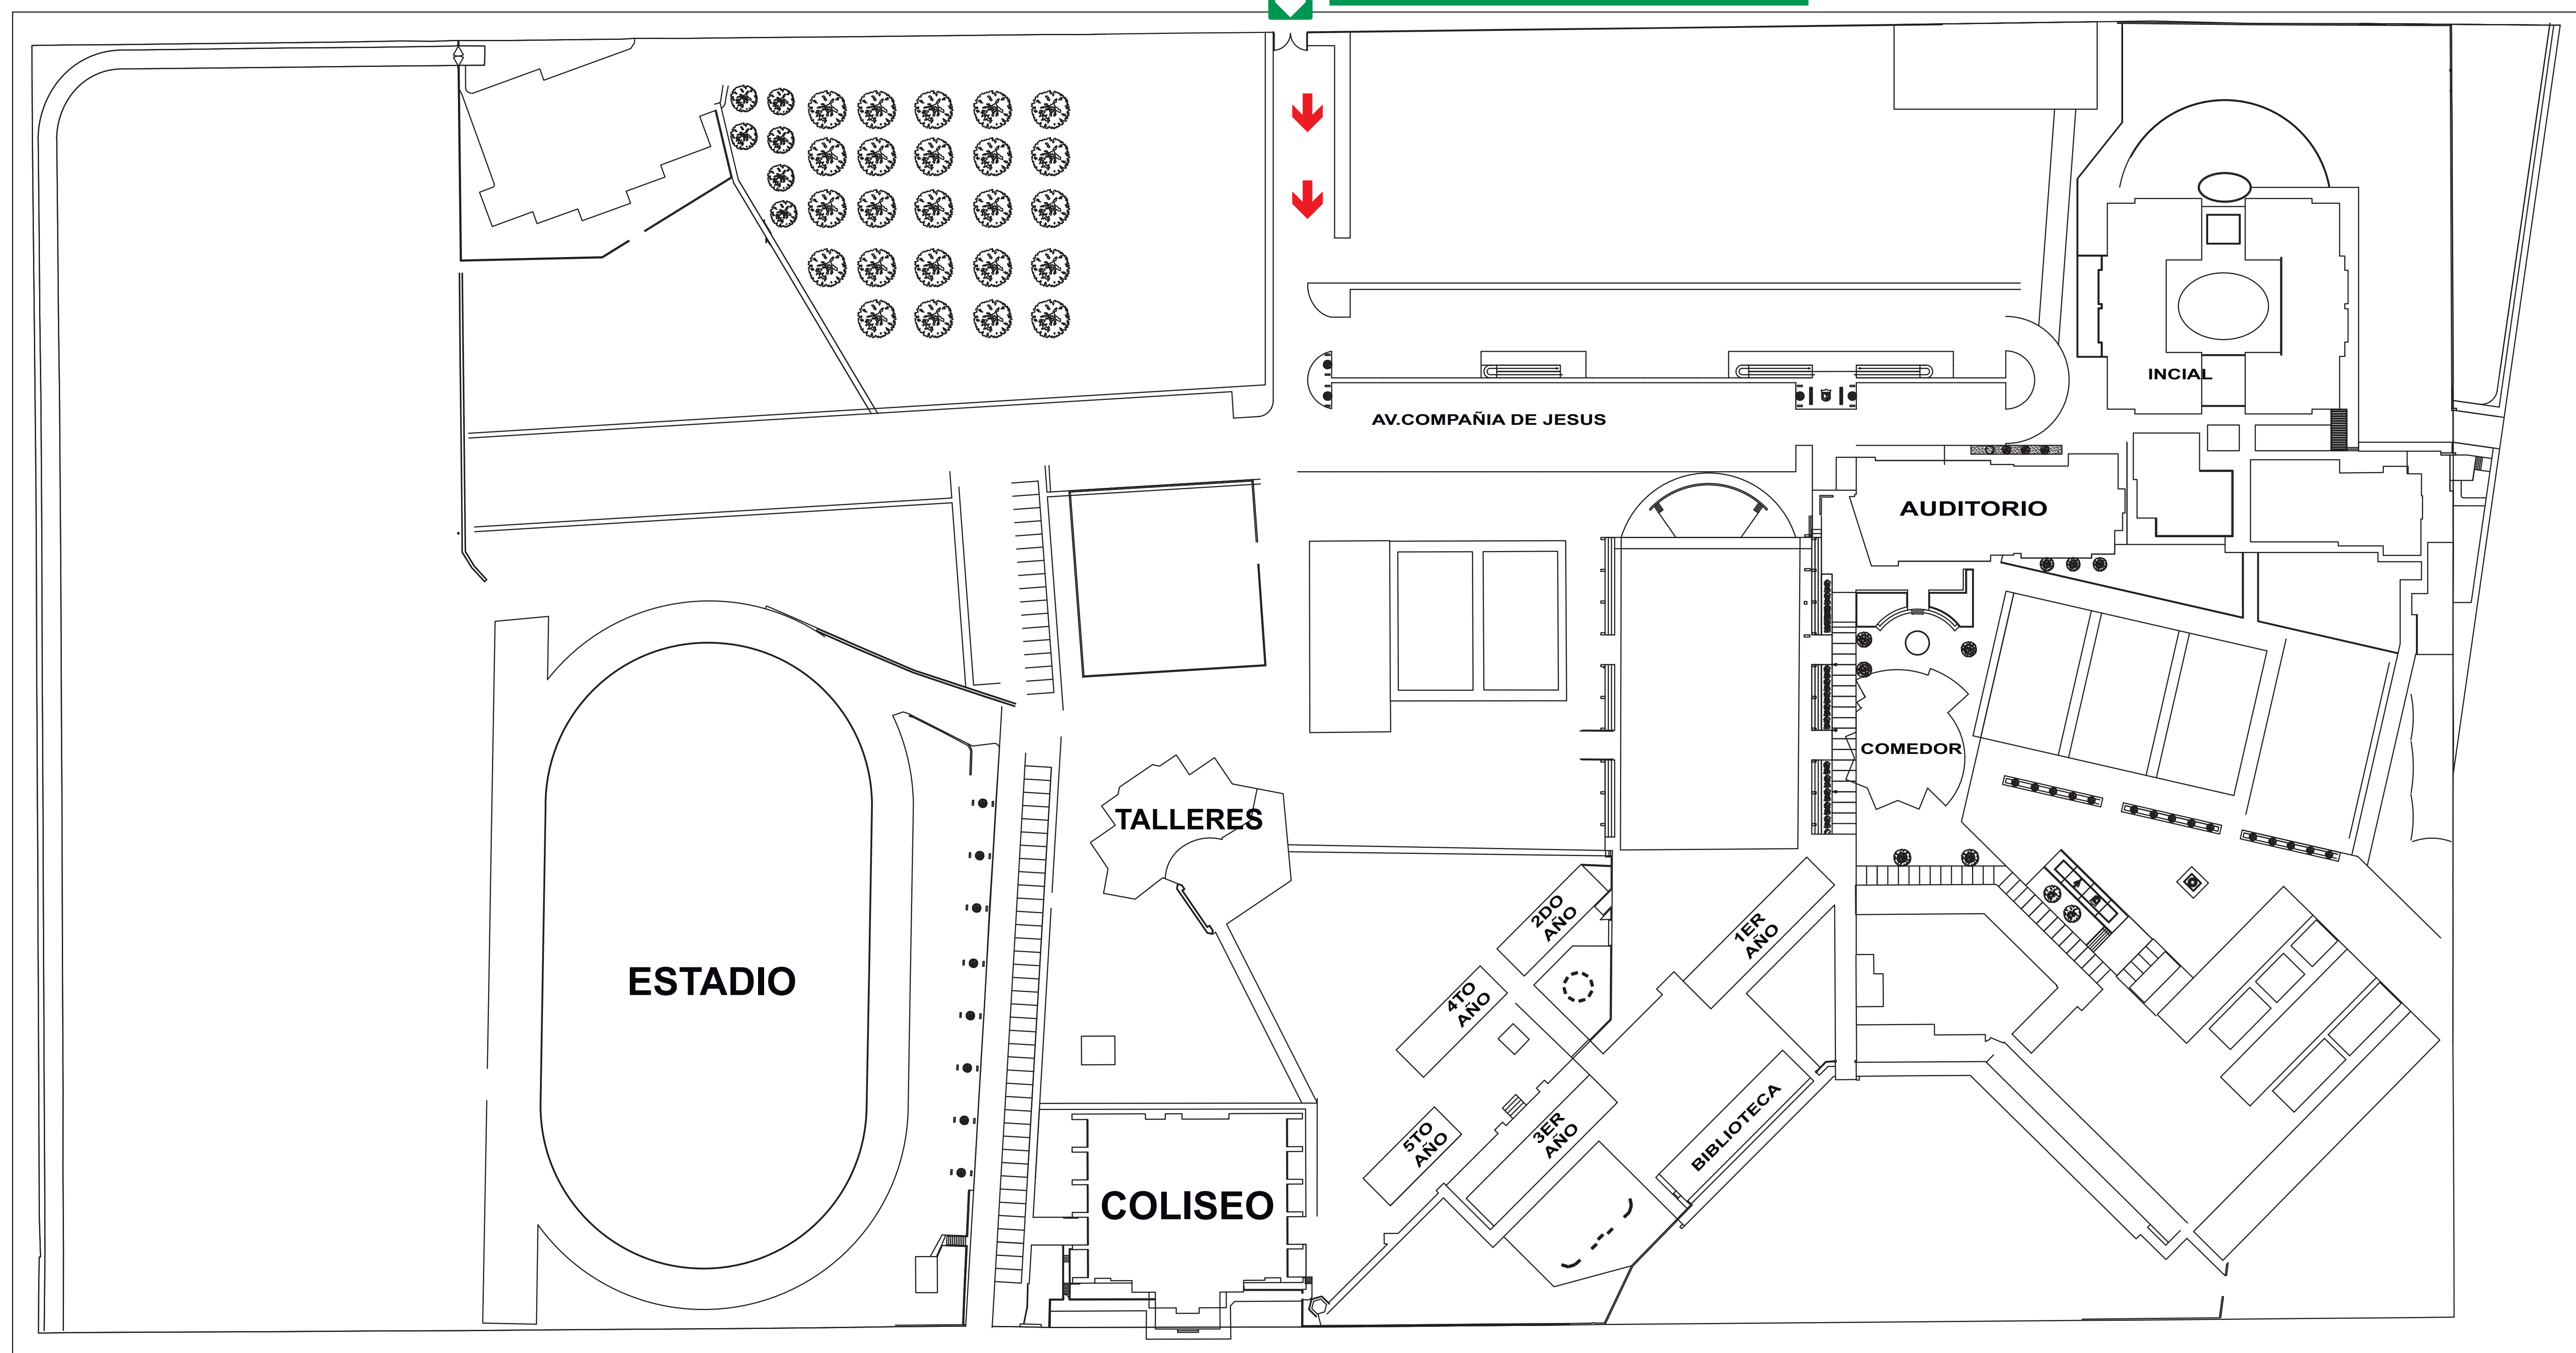 INCIAL
AV.COMPAÑIA DE JESUS
AUDITORIO
COMEDOR
TALLERES
2DO
AÑO
1ER
AÑO
ESTADIO
4TO
AÑO
5TO
AÑO
3ER
AÑO
BIBLIOTECA
COLISEO